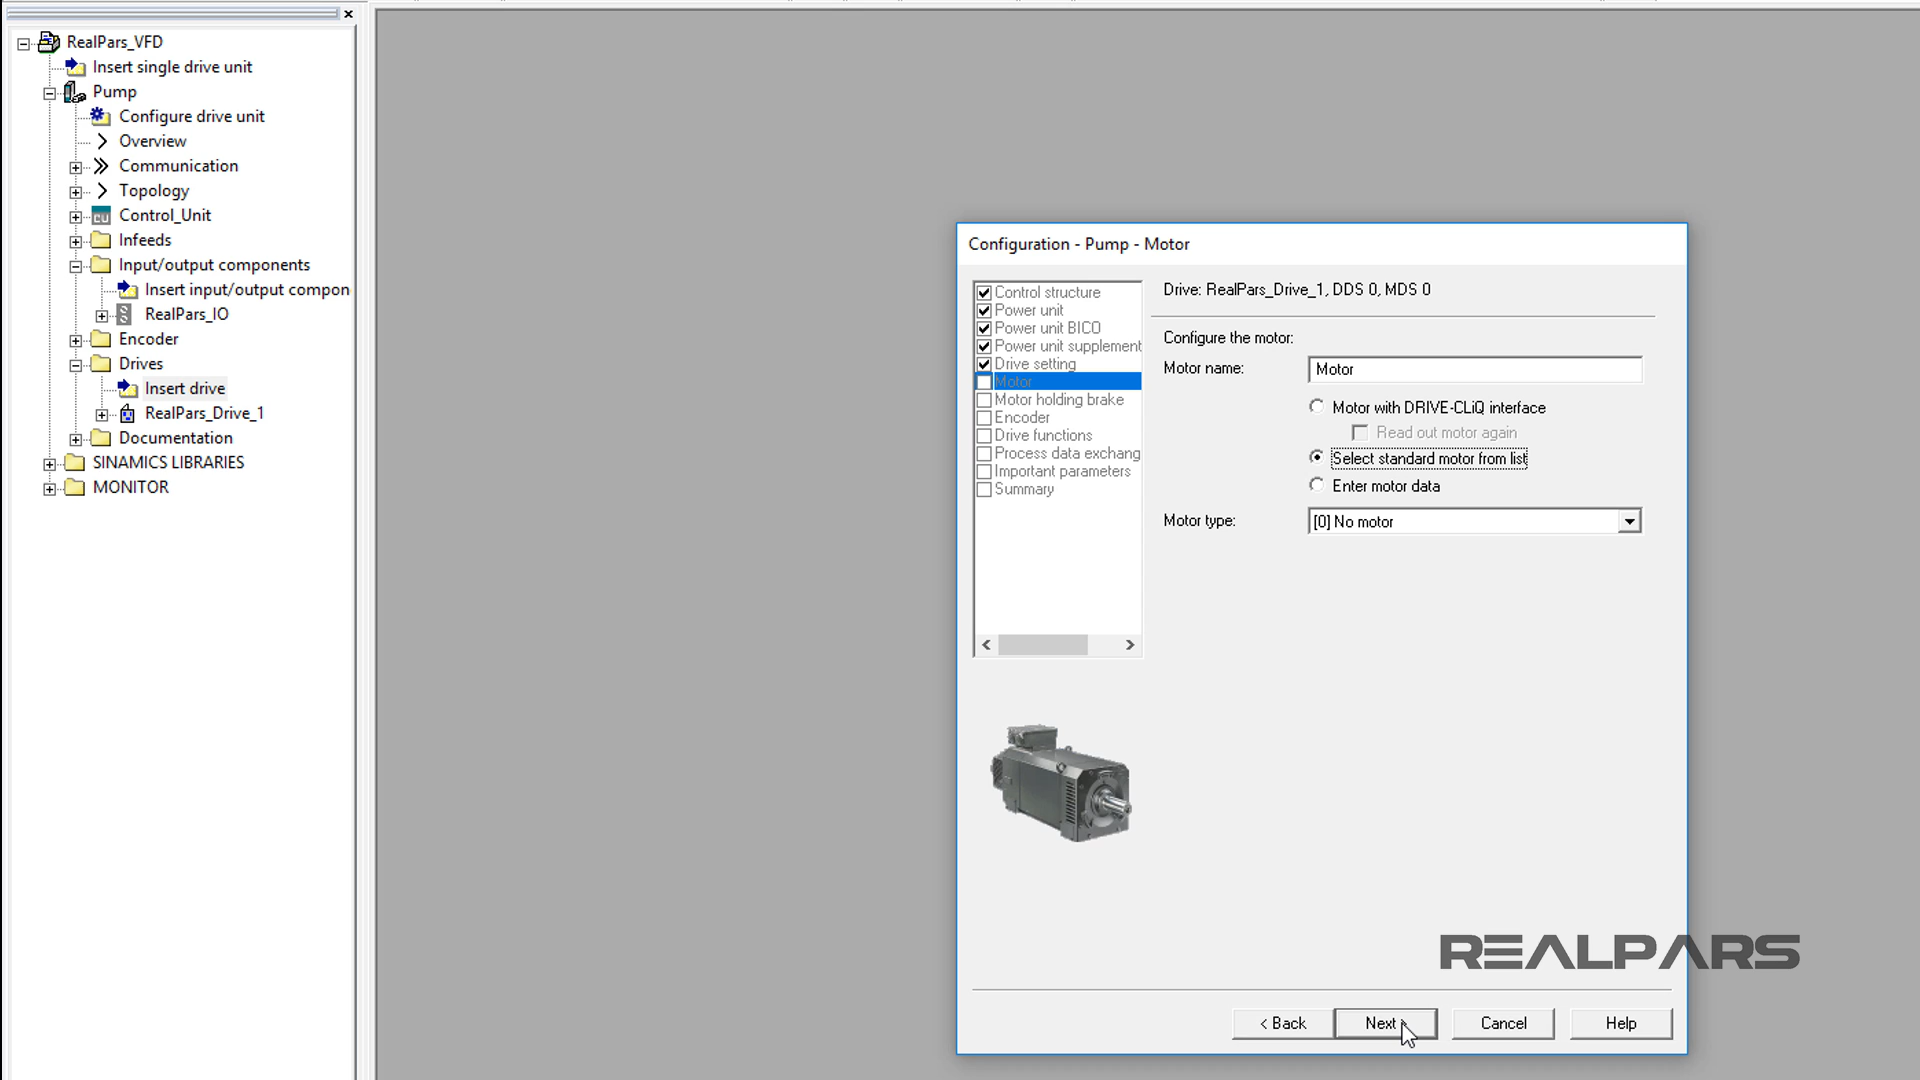 RealPars_VFD
Insert single drive unit
Pump
Configure drive unit
Overview
Communication
Topology
Control_Unit
Infeeds
Input/output components
Insert input/output compon
RealPars_IO
Encoder
Drives
Insert drive
RealPars_Drive_1
Documentation
SINAMICS LIBRARIES
MONITOR
Configuration - Pump - Motor
Control structure
Power unit
Power unit BICO
Power unit supplement
Drive setting
Motor
Motor holding brake
Encoder
Drive functions
Process data exchang
Important parameters
Summary
Drive: RealPars_Drive_1, DDS 0, MDS 0
Configure the motor:
Motor name: Motor
Motor with DRIVE-CLiQ interface
Read out motor again
Select standard motor from list
Enter motor data
Motor type: [0] No motor
REALPARS
< Back Next > Cancel Help